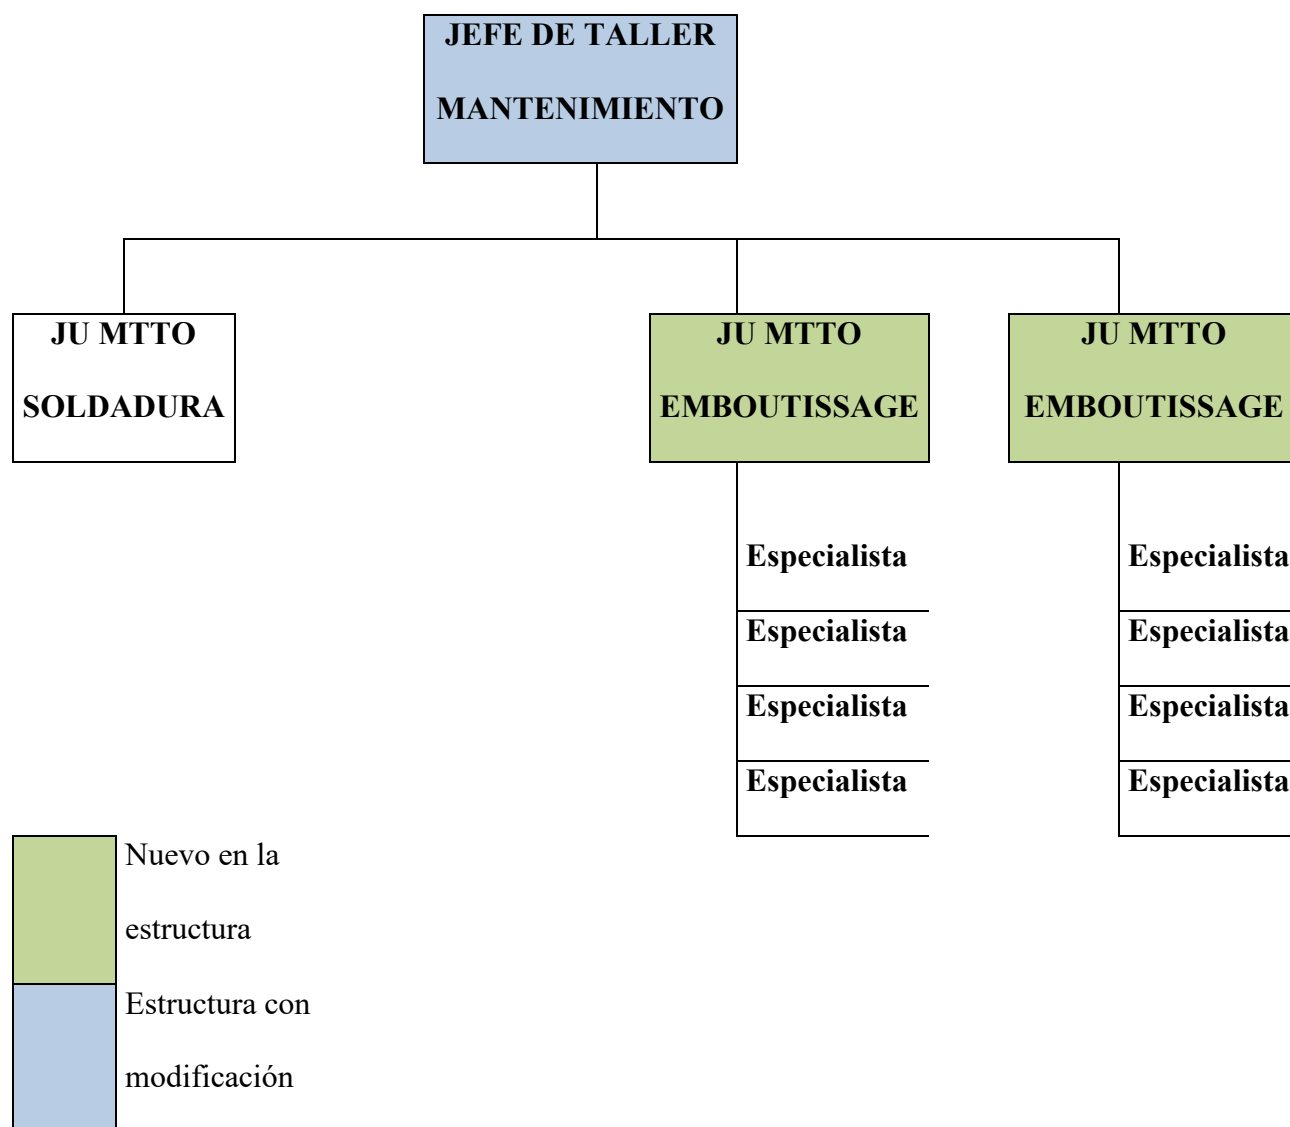 JEFE DE TALLER
MANTENIMIENTO
JU MTTO
SOLDADURA
JU MTTO
EMBOUTISSAGE
JU MTTO
EMBOUTISSAGE
Especialista
Especialista
Especialista
Especialista
Especialista
Especialista
Especialista
Especialista
Nuevo en la
estructura
Estructura con
modificación